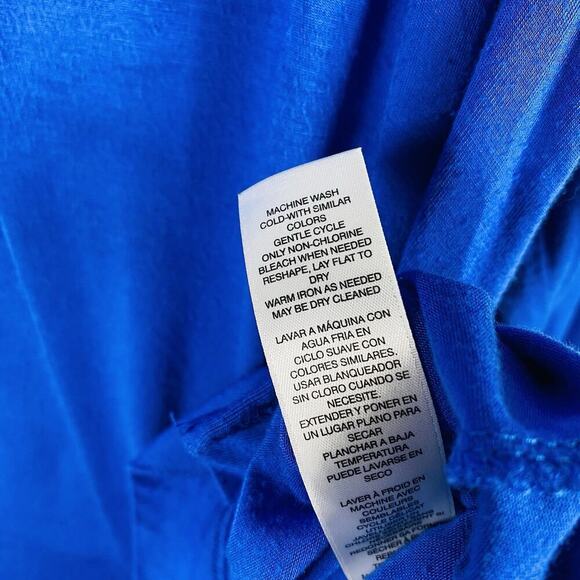 MACHINE WASH
COLD-WITH SIMILAR
COLORS
GENTLE CYCLE
ONLY NON-CHLORINE
BLEACH WHEN NEEDED
RESHAPE, LAY FLAT TO
DRY
WARM IRON AS NEEDED
MAY BE DRY CLEANED
LAVAR A MÁQUINA CON
AGUA FRIA EN
CICLO SUAVE CON
COLORES SIMILARES.
USAR BLANQUEADOR
SIN CLORO CUANDO SE
NECESITE.
EXTENDER Y PONER EN
UN LUGAR PLANO PARA
SECAR
PLANCHAR A BAJA
TEMPERATURA
PUEDE LAVARSE EN
SECO
LAVER À FROID EN
MACHINE AVEC
COULEURS
SEMBLABLES